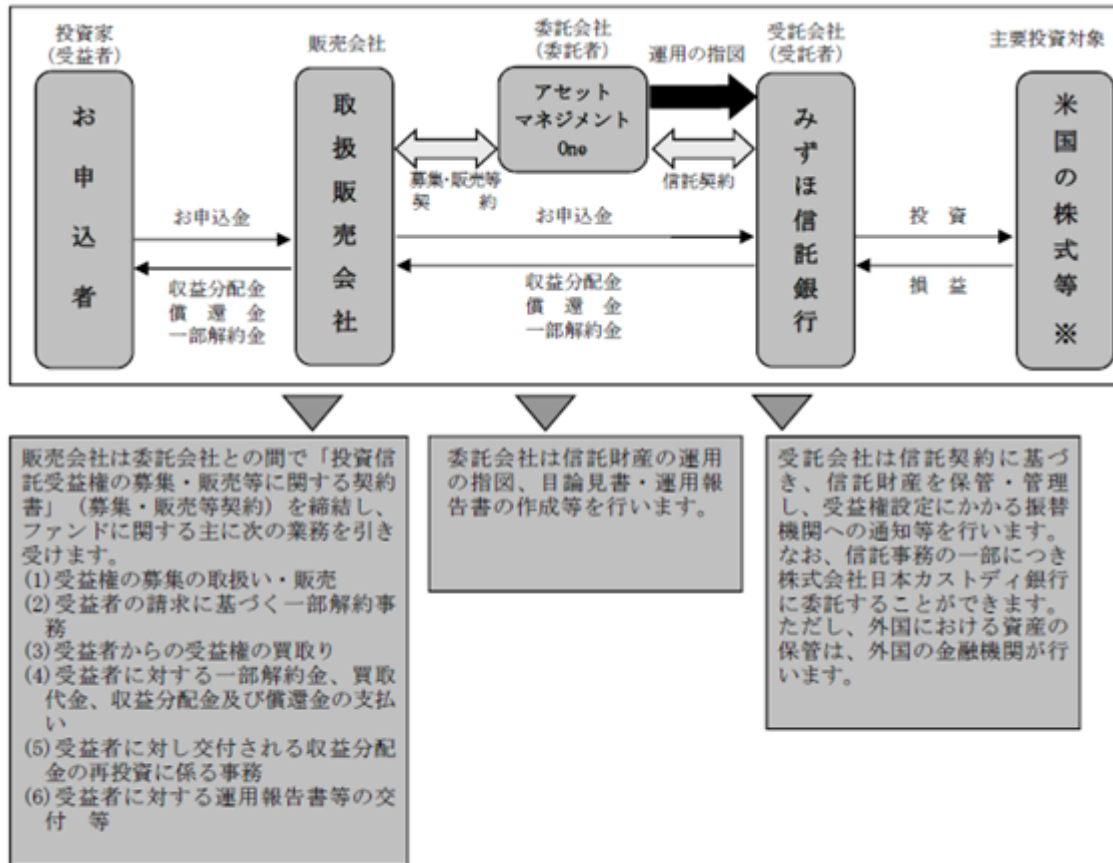 投資家
(受益者)
販売会社
委託会社
(委託者)
運用の指図
受託会社
(受託者)
主要投資対象
お申込者
取扱販売会社
アセット
マネジメント
One
みずほ信託銀行
米国の株式等※
募集・販売等
契 約
信託契約
お申込金
収益分配金
償 還 金
一部解約金
お申込金
収益分配金
償 還 金
一部解約金
投 資
損 益
販売会社は委託会社との間で「投資信
託受益権の募集・販売等に関する契約
書」(募集・販売等契約)を締結し、
ファンドに関する主に次の業務を引き
受けます。
(1)受益権の募集の取扱い・販売
(2)受益者の請求に基づく一部解約事
務
(3)受益者からの受益権の買取り
(4)受益者に対する一部解約金、買取
代金、収益分配金及び償還金の支払
い
(5)受益者に対し交付される収益分配
金の再投資に係る事務
(6)受益者に対する運用報告書等の交
付 等
委託会社は信託財産の運用
の指図、目論見書・運用報
告書の作成等を行います。
受託会社は信託契約に基づ
き、信託財産を保管・管理
し、受益権設定にかかる振替
機関への通知等を行います。
なお、信託事務の一部につき
株式会社日本カストディ銀行
に委託することができます。
ただし、外国における資産の
保管は、外国の金融機関が行
います。